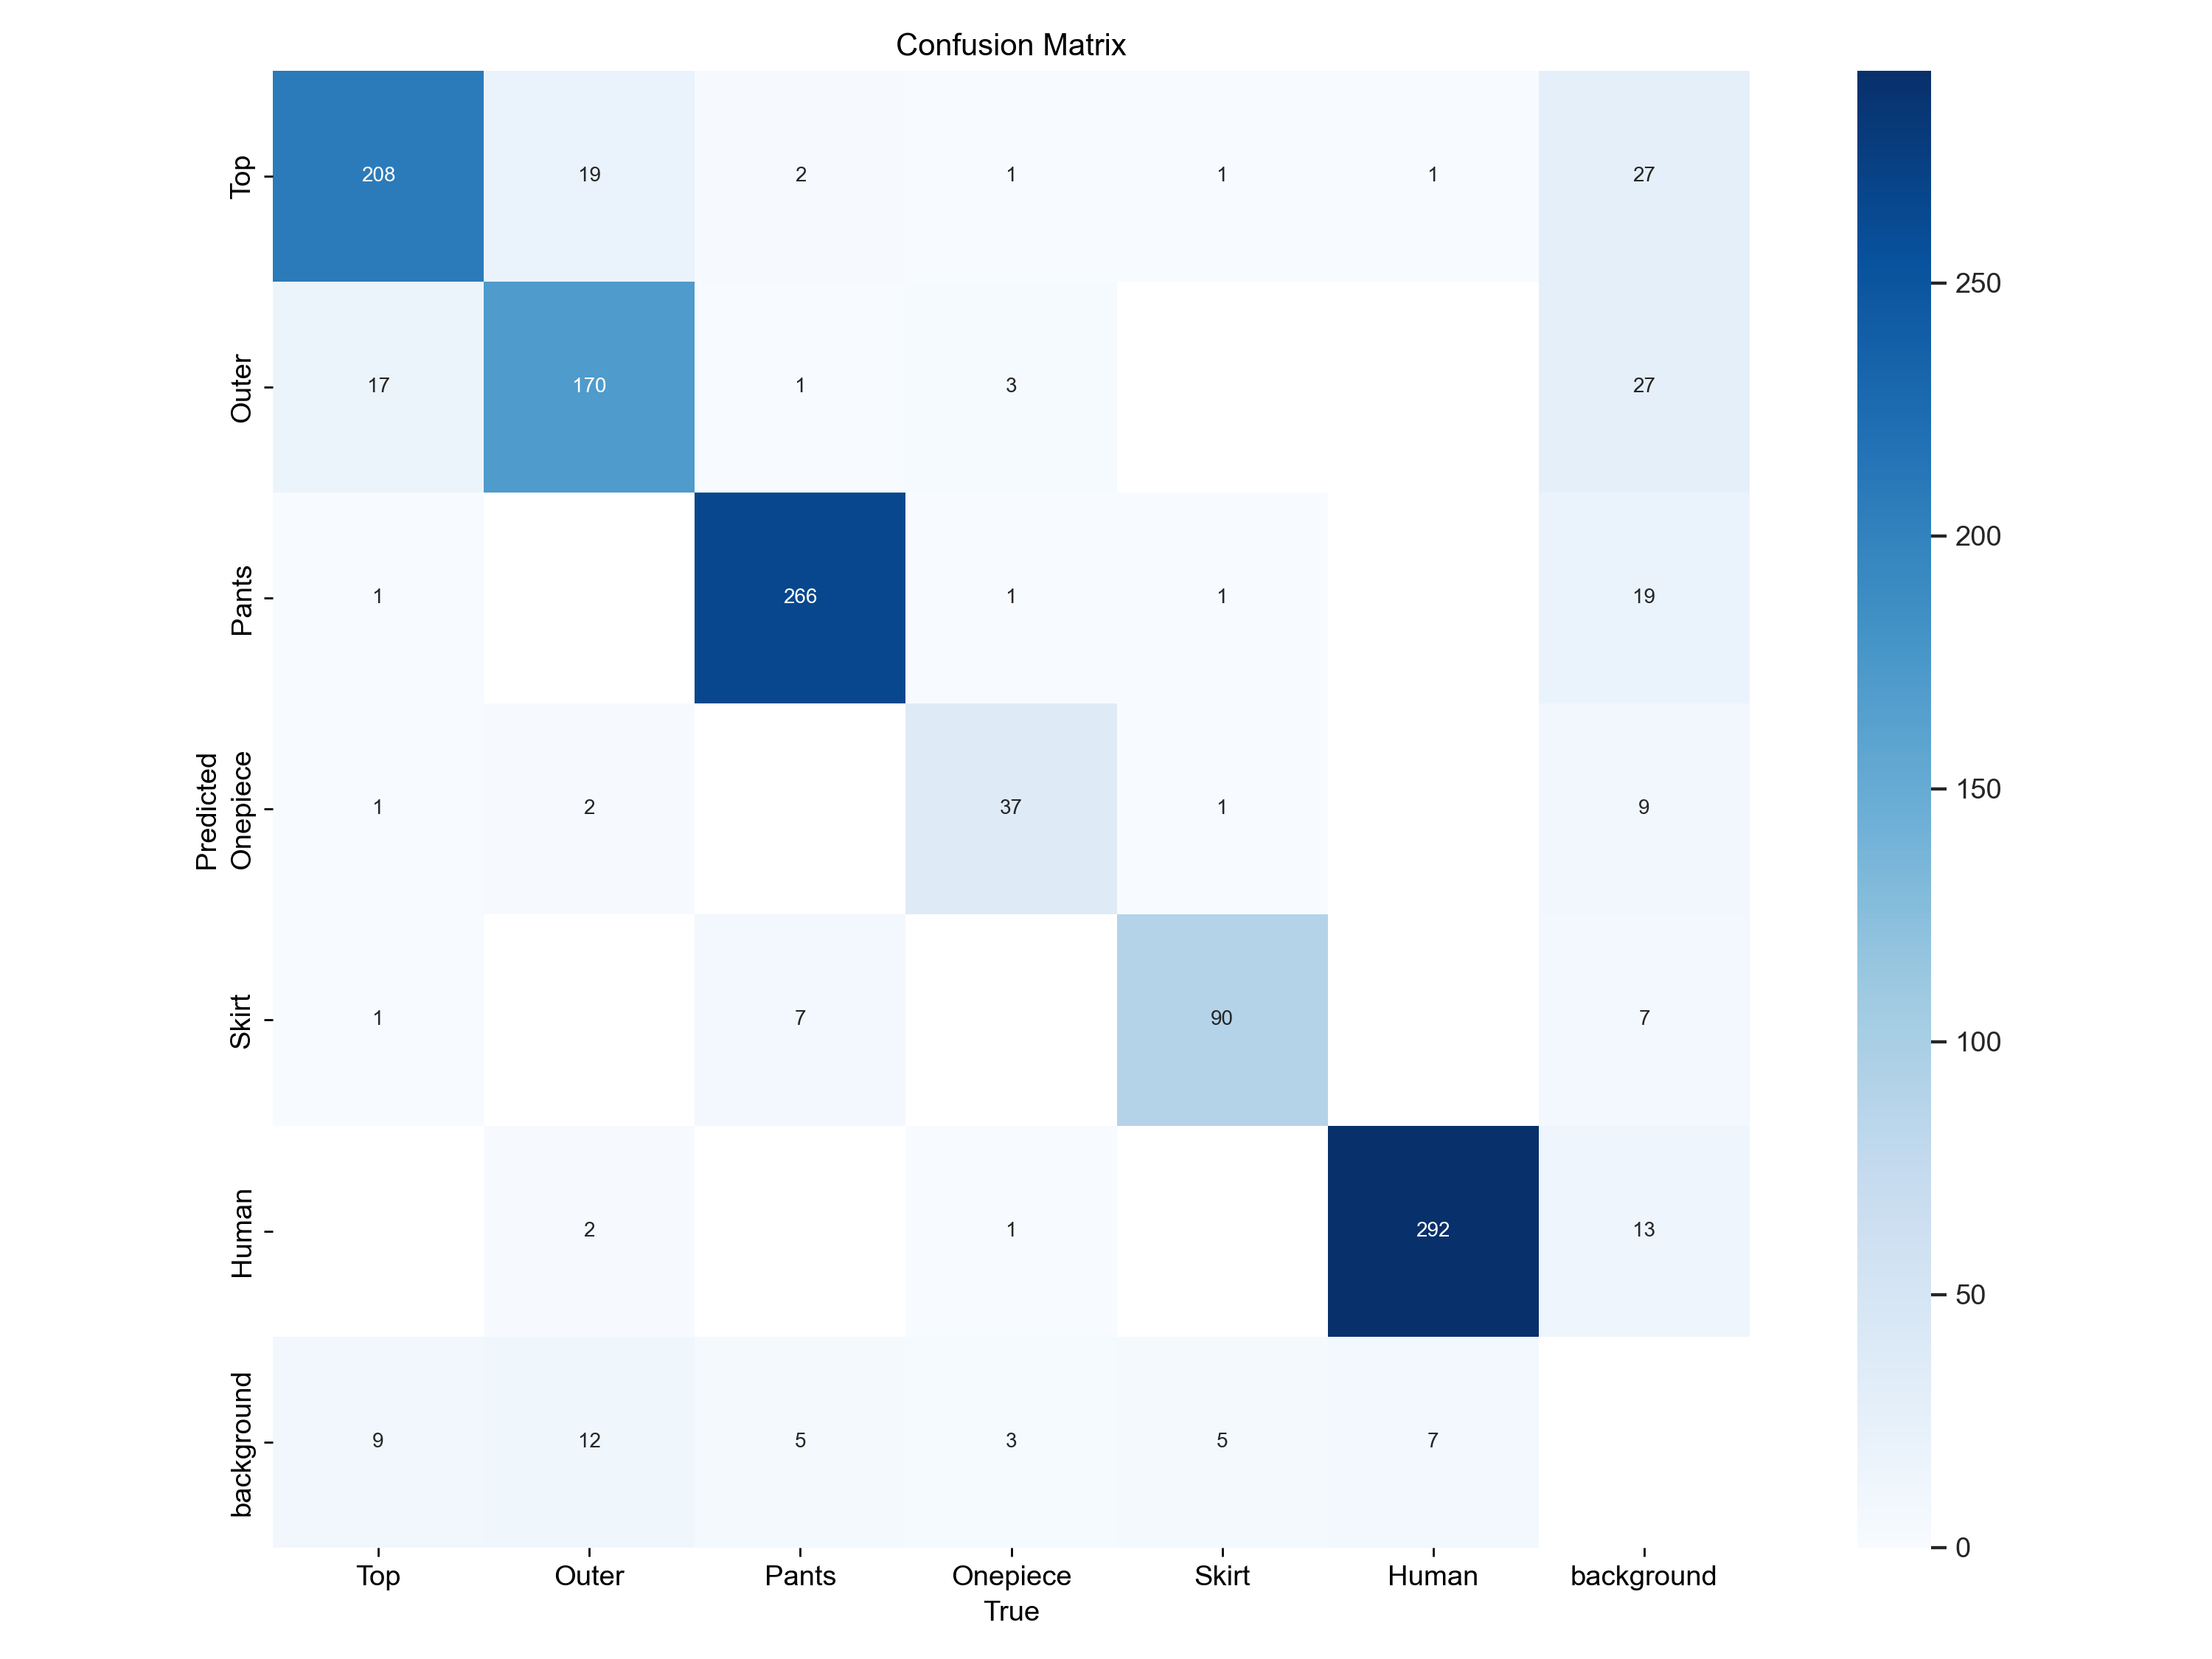 Confusion Matrix
Top 208 19 2 1 1 1 27
Outer 17 170 1 3 27
Pants 1 266 1 1 19
Predicted
Onepiece 1 2 37 1 9
Skirt 1 7 90 7
Human 2 1 292 13
background 9 12 5 3 5 7
Top Outer Pants Onepiece Skirt Human background
True
250
200
150
100
50
0